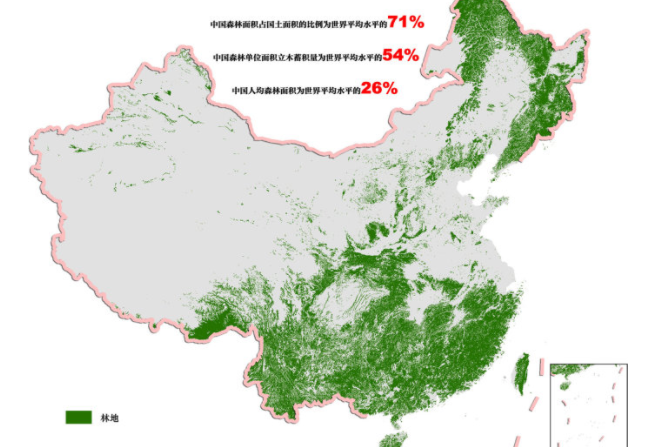 中国森林面积占国土面积的比例为世界平均水平的71%
中国森林单位面积立木蓄积量为世界平均水平的54%
中国人均森林面积为世界平均水平的26%
林地